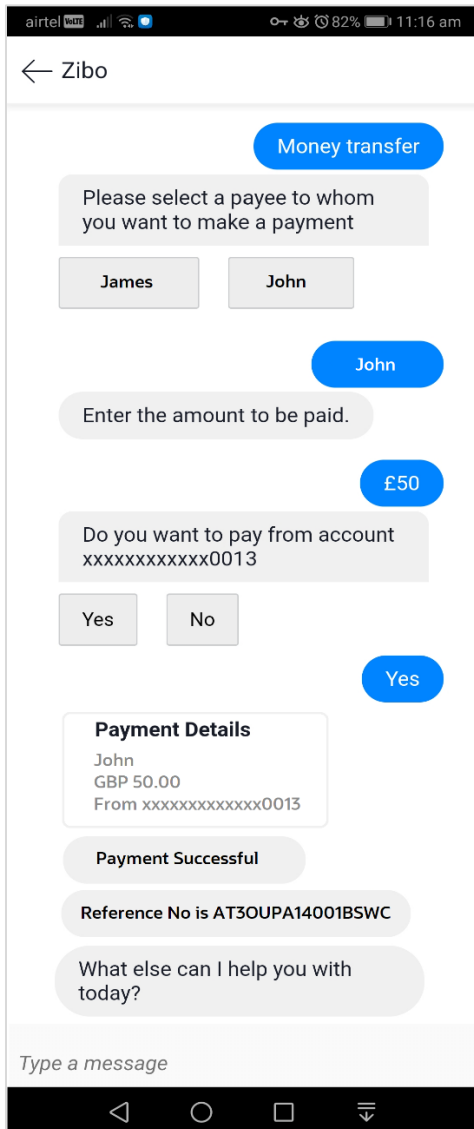 airtel VoLTE 82% 11:16 am
Zibo
Money transfer
Please select a payee to whom
you want to make a payment
James John
John
Enter the amount to be paid.
£50
Do you want to pay from account
xxxxxxxxxxxx0013
Yes No
Yes
Payment Details
John
GBP 50.00
From xxxxxxxxxxxxx0013
Payment Successful
Reference No is AT3OUPA14001BSWC
What else can I help you with
today?
Type a message